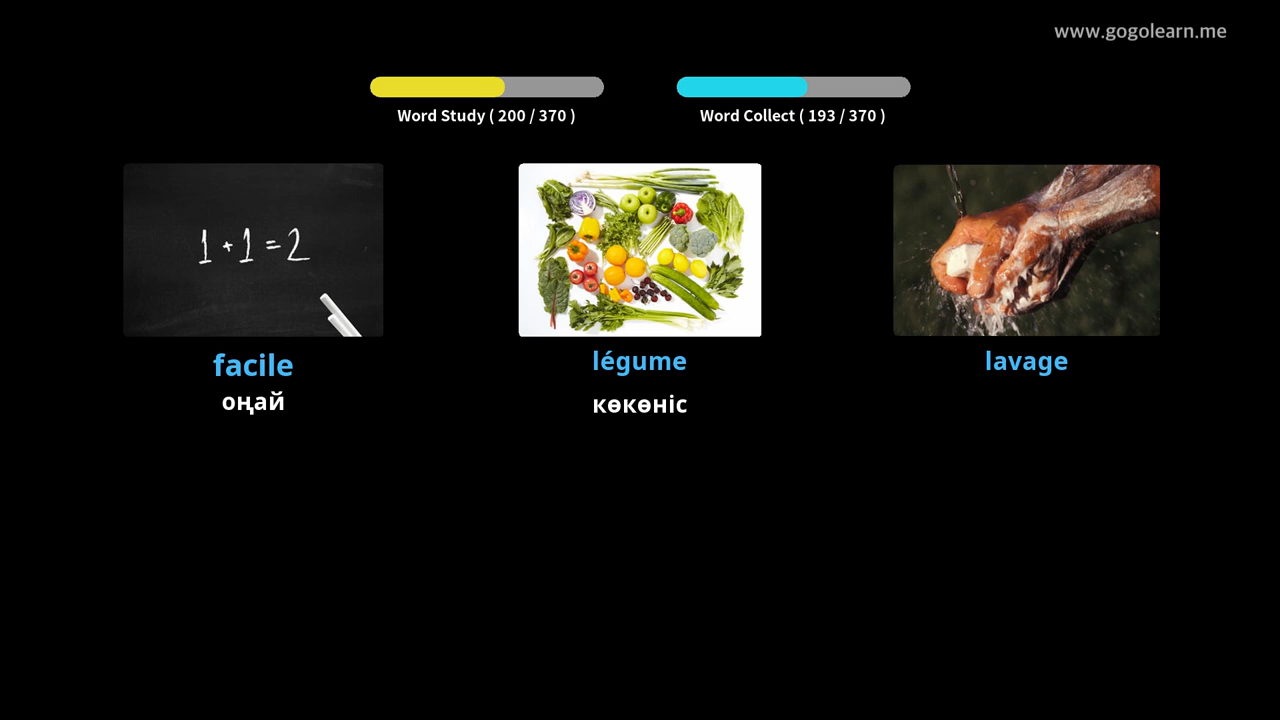 www.gogolearn.me
Word Study ( 200 / 370 )
Word Collect ( 193 / 370 )
1 + 1 = 2
facile
légume
lavage
оңай
көкөніс